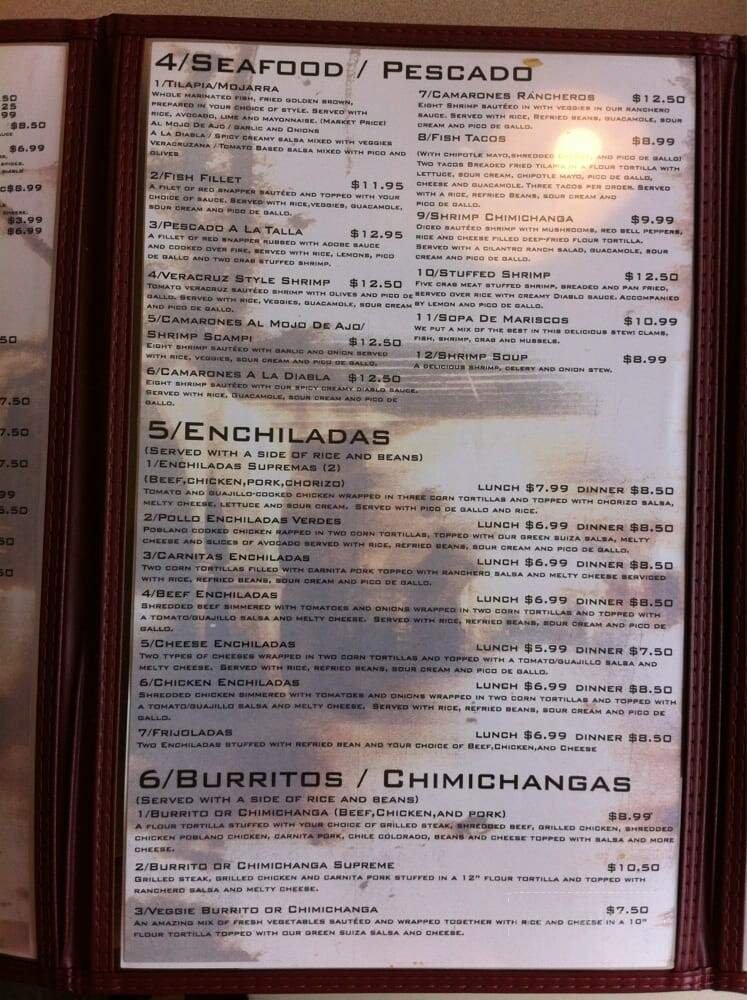 50
25
99
$8.50
$6.99
$8.99
$3.99
$6.99
50
7.50
7.50
7.50
99
50
50
4/Seafood / Pescado
1/Tilapia/Mojarra
Whole marinated fish, fried golden brown,
prepared in your choice of style. Served with
rice, avocado, lime and mayonnaise. (Market Price)
Al Mojo De Ajo / Garlic and Onions
A La Diabla / Spicy creamy salsa mixed with veggies
Veracruzana / Tomato Based salsa mixed with pico and
olives
2/Fish Fillet $11.95
A filet of red snapper sautéed and topped with your
choice of sauce. Served with rice, veggies, guacamole,
sour cream and pico de gallo.
3/Pescado A La Talla $12.95
A fillet of red snapper rubbed with adobe sauce
and cooked over fire, served with rice, lemons, pico
de gallo and two crab stuffed shrimp.
4/Veracruz Style Shrimp $12.50
Tomato veracruz sautéed shrimp with olives and pico de
gallo. Served with rice, veggies, guacamole, sour cream
and pico de gallo.
5/Camarones Al Mojo De Ajo/
Shrimp Scampi $12.50
Eight shrimp sautéed with garlic and onion served
with rice, veggies, sour cream and pico de gallo.
6/Camarones A La Diabla $12.50
Eight shrimp sautéed with our spicy creamy diablo sauce.
Served with rice, guacamole, sour cream and pico de
gallo.
7/Camarones Rancheros $12.50
Eight Shrimp sautéed in with veggies in our ranchero
sauce. Served with rice, Refried Beans, guacamole, sour
cream and pico de gallo.
8/Fish Tacos $8.99
(With chipotle mayo, shredded and pico de gallo)
Two tacos Breaded fried tilapia in a flour tortilla with
lettuce, sour cream, chipotle mayo, pico de gallo,
cheese and guacamole. Three tacos per order. Served
with a rice, refried Beans, sour cream and
pico de gallo.
9/Shrimp Chimichanga $9.99
Diced sautéed shrimp with mushrooms, red bell peppers,
rice and cheese filled deep-fried flour tortilla.
Served with a cilantro ranch salad, guacamole, sour
cream and pico de gallo.
10/Stuffed Shrimp $12.50
Five crab meat stuffed shrimp, breaded and pan fried,
served over rice with creamy Diablo sauce. Accompanied
by lemon and pico de gallo.
11/Sopa De Mariscos $10.99
We put a mix of the best in this delicious stew! clams,
fish, shrimp, crab and mussels.
12/Shrimp Soup $8.99
A delicious shrimp, celery and onion stew.
5/Enchiladas
(Served with a side of rice and beans)
1/Enchiladas Supremas (2)
(Beef,chicken,pork,chorizo) lunch $7.99 dinner $8.50
Tomato and guajillo-cooked chicken wrapped in three corn tortillas and topped with chorizo salsa,
melty cheese, lettuce and sour cream. Served with pico de gallo and rice.
2/Pollo Enchiladas Verdes lunch $6.99 dinner $8.50
Poblano cooked chicken rapped in two corn tortillas, topped with our green suiza salsa, melty
cheese and slices of avocado served with rice, refried beans, sour cream and pico de gallo.
3/Carnitas Enchiladas lunch $6.99 dinner $8.50
Two corn tortillas filled with carnita pork topped with ranchero salsa and melty cheese serviced
with rice, refried beans, sour cream and pico de gallo.
4/Beef Enchiladas lunch $6.99 dinner $8.50
Shredded beef simmered with tomatoes and onions wrapped in two corn tortillas and topped with
a tomato/guajillo salsa and melty cheese. Served with rice, refried beans, sour cream and pico de
gallo.
5/Cheese Enchiladas lunch $5.99 dinner $7.50
Two types of cheeses wrapped in two corn tortillas and topped with a tomato/guajillo salsa and
melty cheese. Served with rice, refried beans, sour cream and pico de gallo.
6/Chicken Enchiladas lunch $6.99 dinner $8.50
Shredded chicken simmered with tomatoes and onions wrapped in two corn tortillas and topped with
a tomato/guajillo salsa and melty cheese. Served with rice, refried beans, sour cream and pico de
gallo.
7/Frijoladas lunch $6.99 dinner $8.50
Two Enchiladas stuffed with refried bean and your choice of Beef,Chicken,and Cheese
6/Burritos / Chimichangas
(Served with a side of rice and beans)
1/Burrito or Chimichanga (Beef,Chicken,and pork) $8.99
A flour tortilla stuffed with your choice of grilled steak, shredded beef, grilled chicken, shredded
chicken poblano chicken, carnita pork, chile colorado, beans and cheese topped with salsa and more
cheese.
2/Burrito or Chimichanga Supreme $10.50
Grilled steak, grilled chicken and carnita pork stuffed in a 12" flour tortilla and topped with
ranchero salsa and melty cheese.
3/Veggie Burrito or Chimichanga $7.50
An amazing mix of fresh vegetables sautéed and wrapped together with rice and cheese in a 10"
flour tortilla topped with our green suiza salsa and cheese.